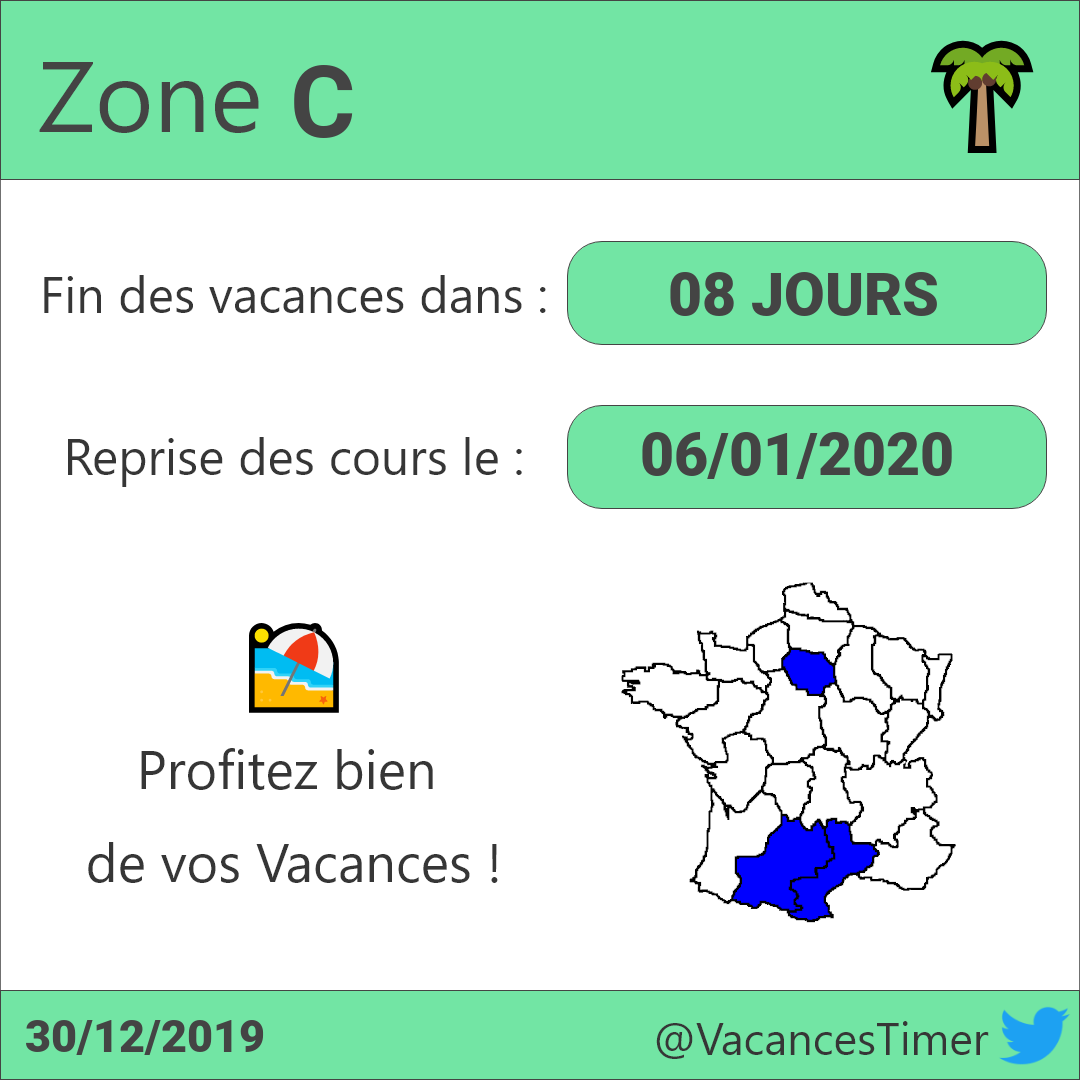 Zone C
Fin des vacances dans : 08 JOURS
Reprise des cours le : 06/01/2020
Profitez bien
de vos Vacances !
30/12/2019 @VacancesTimer